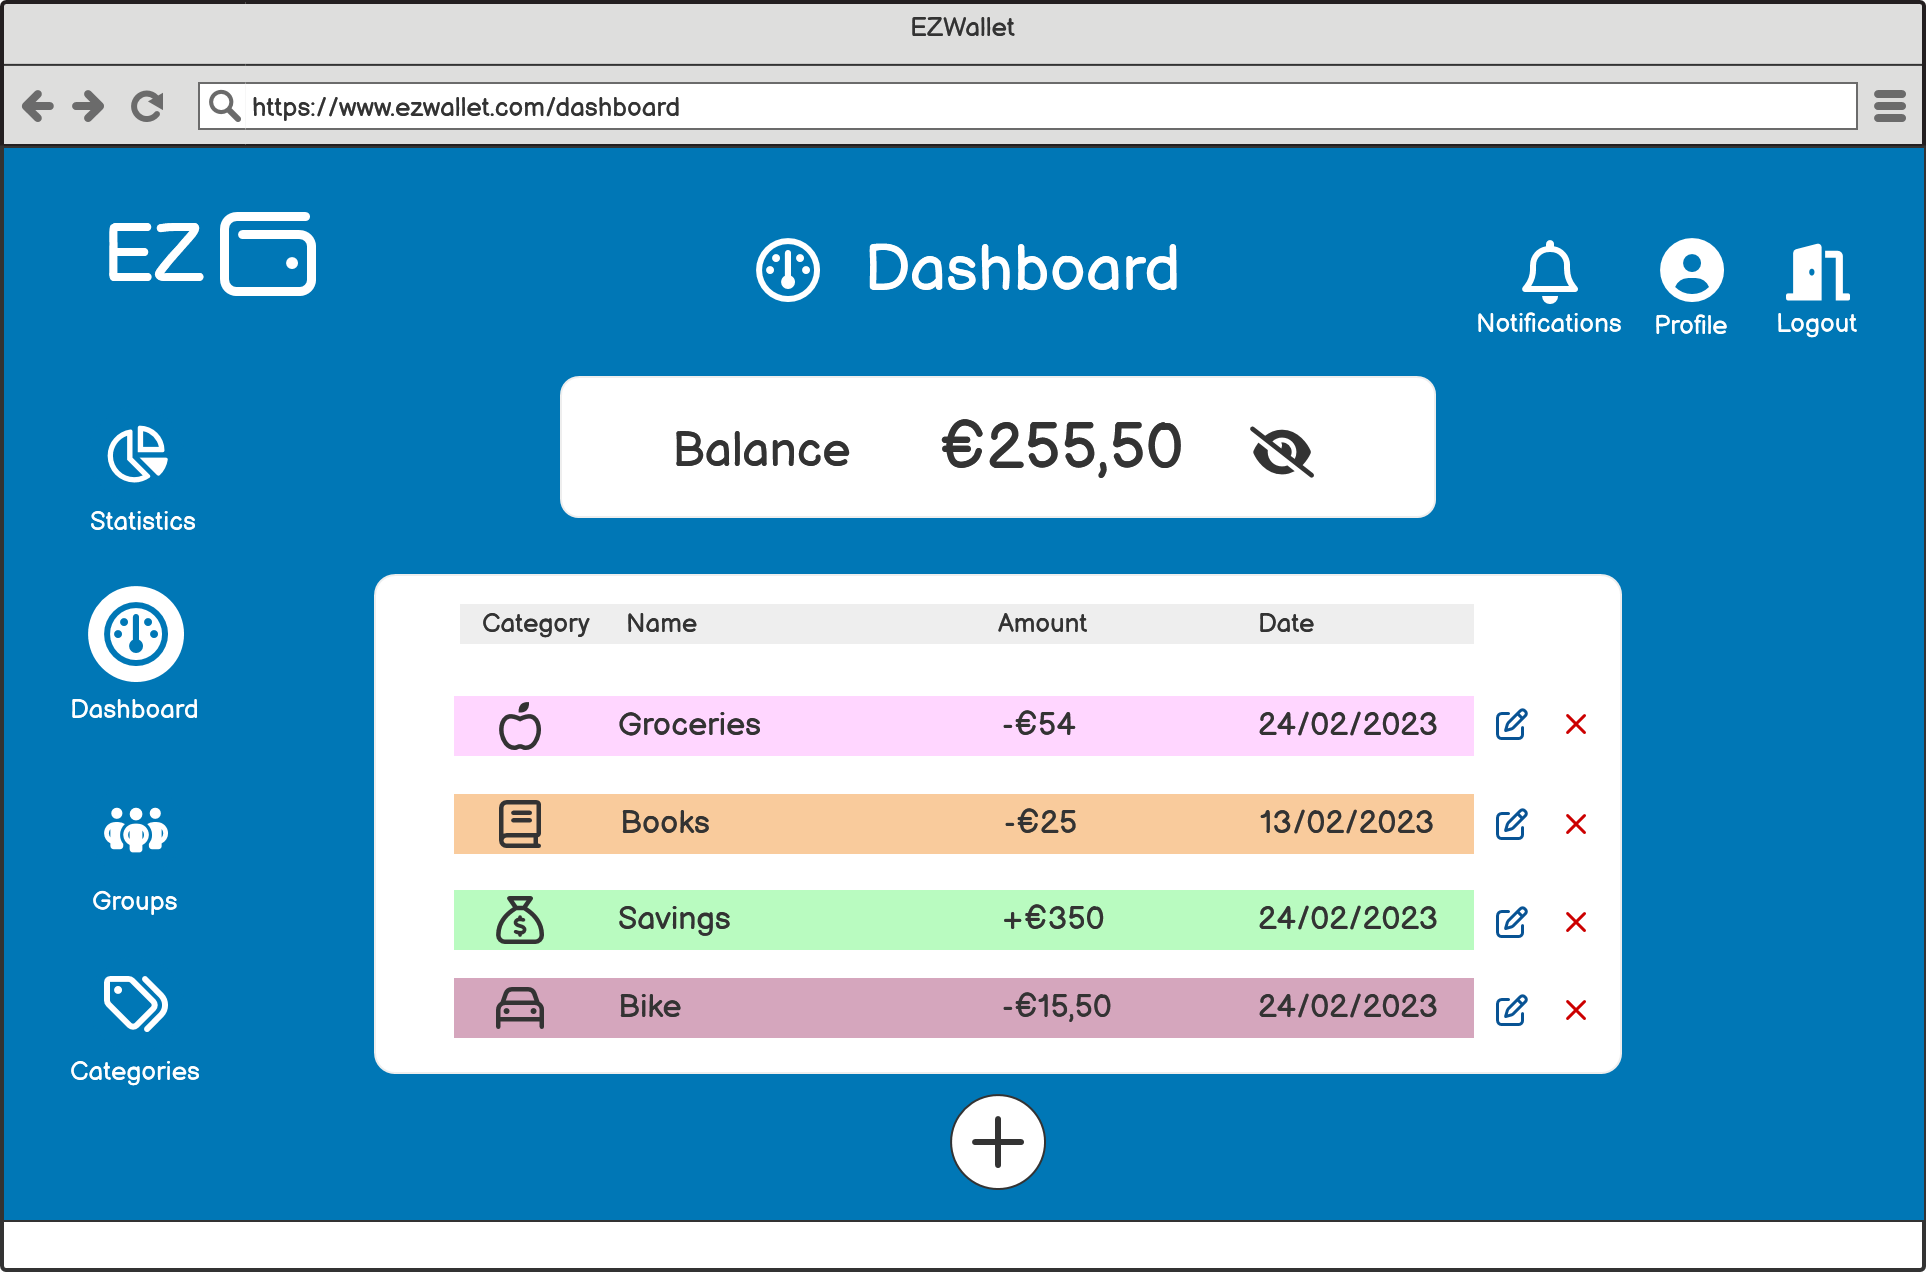 EZWallet
https://www.ezwallet.com/dashboard
EZ
Dashboard
Notifications Profile Logout
Balance €255,50
Statistics
Dashboard
Groups
Categories
Category Name Amount Date
Groceries -€54 24/02/2023
Books -€25 13/02/2023
$ Savings +€350 24/02/2023
Bike -€15,50 24/02/2023